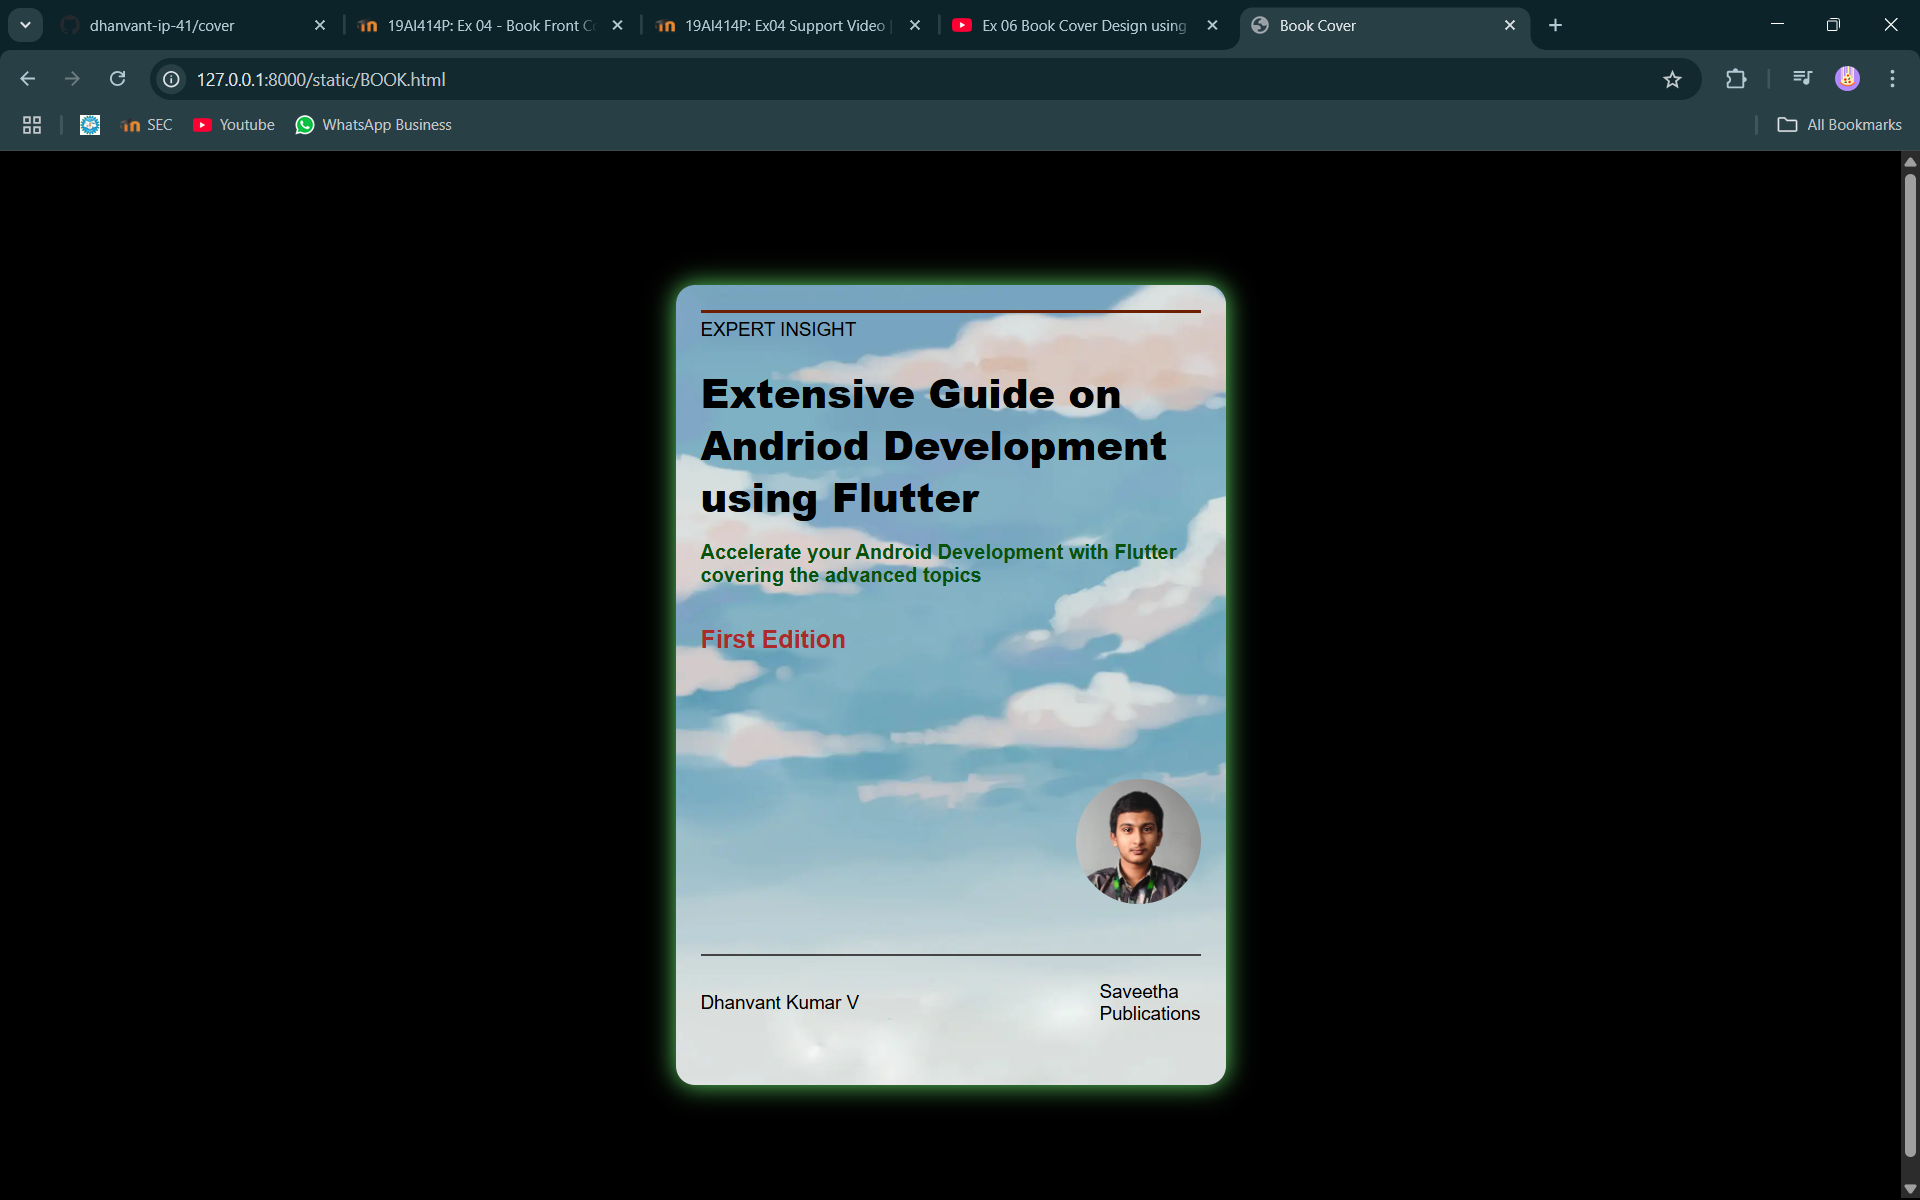 dhanvant-ip-41/cover
19AI414P: Ex 04 - Book Front C
19AI414P: Ex04 Support Video
Ex 06 Book Cover Design using
Book Cover
127.0.0.1:8000/static/BOOK.html
SEC
Youtube
WhatsApp Business
All Bookmarks
EXPERT INSIGHT
Extensive Guide on
Andriod Development
using Flutter
Accelerate your Android Development with Flutter
covering the advanced topics
First Edition
Dhanvant Kumar V
Saveetha
Publications